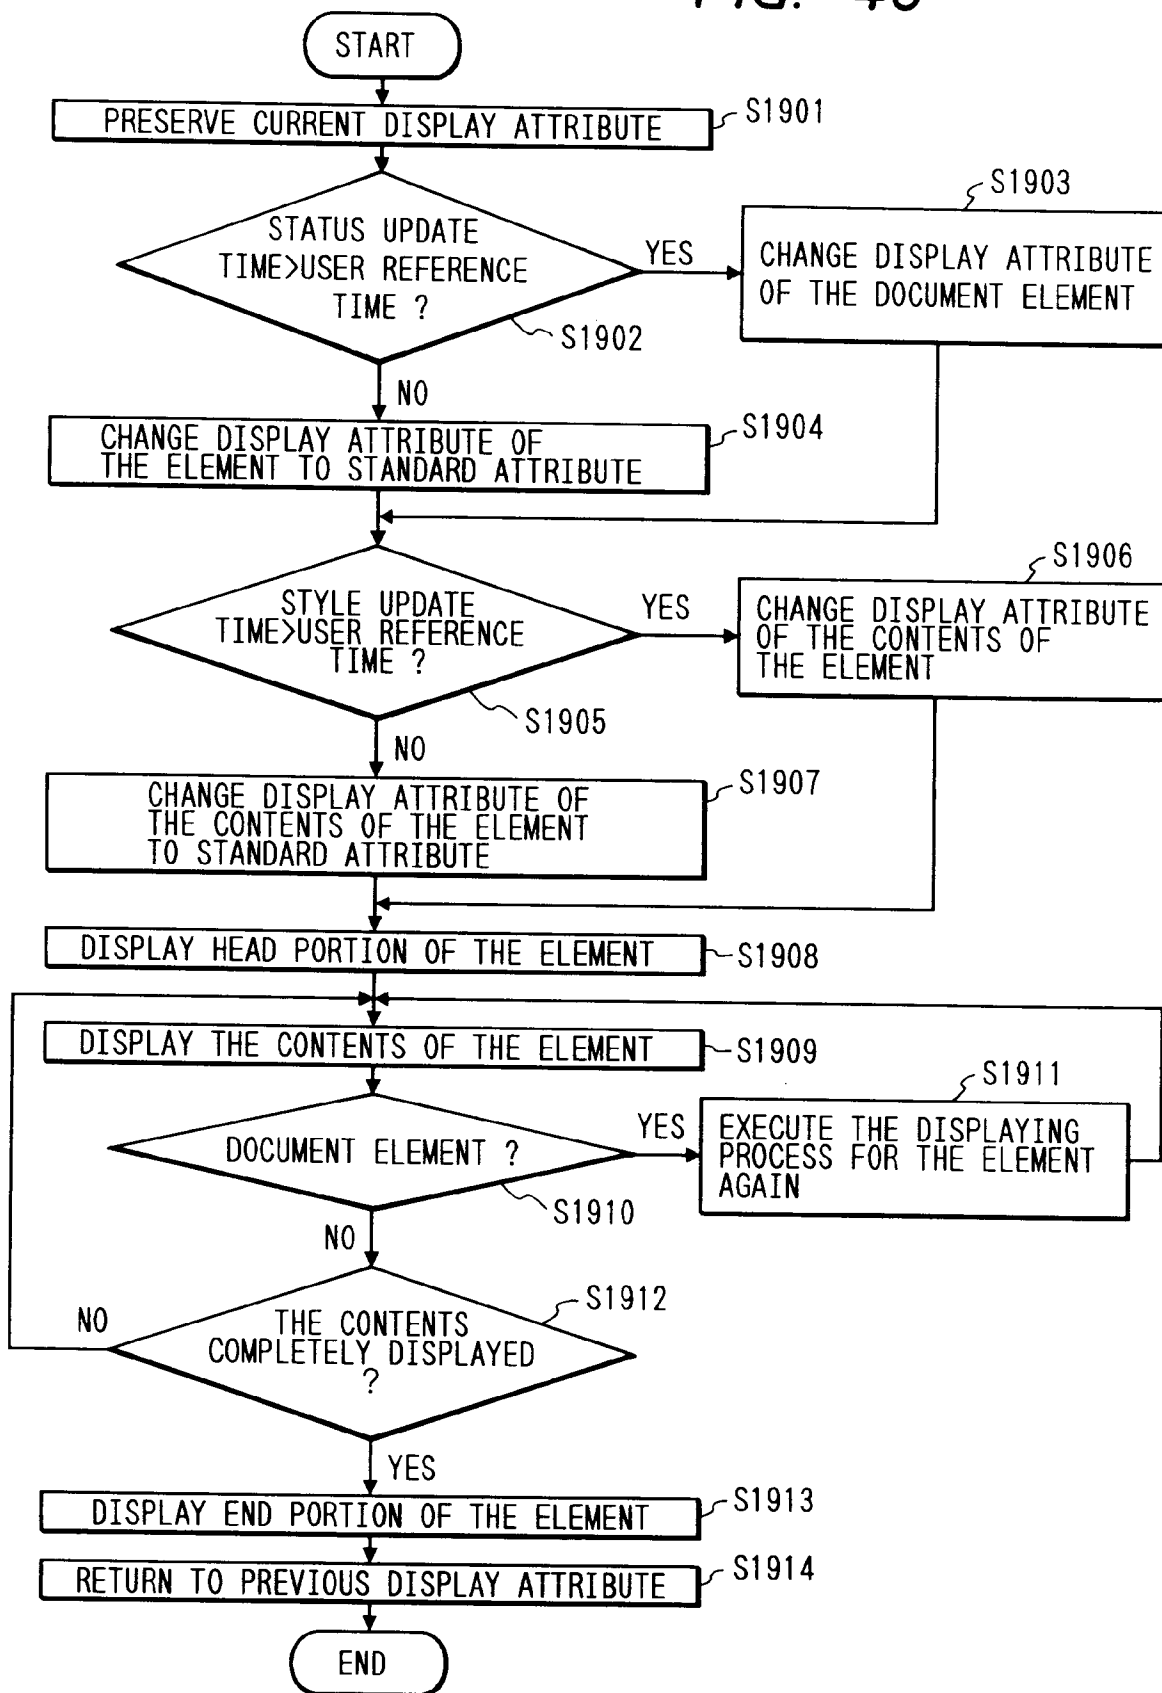 START
PRESERVE CURRENT DISPLAY ATTRIBUTE
S1901
STATUS UPDATE
TIME>USER REFERENCE
TIME ?
S1902
YES
S1903
CHANGE DISPLAY ATTRIBUTE
OF THE DOCUMENT ELEMENT
NO
CHANGE DISPLAY ATTRIBUTE OF
THE ELEMENT TO STANDARD ATTRIBUTE
S1904
STYLE UPDATE
TIME>USER REFERENCE
TIME ?
S1905
YES
S1906
CHANGE DISPLAY ATTRIBUTE
OF THE CONTENTS OF
THE ELEMENT
NO
CHANGE DISPLAY ATTRIBUTE OF
THE CONTENTS OF THE ELEMENT
TO STANDARD ATTRIBUTE
S1907
DISPLAY HEAD PORTION OF THE ELEMENT
S1908
DISPLAY THE CONTENTS OF THE ELEMENT
S1909
DOCUMENT ELEMENT ?
S1910
YES
S1911
EXECUTE THE DISPLAYING
PROCESS FOR THE ELEMENT
AGAIN
NO
THE CONTENTS
COMPLETELY DISPLAYED
?
S1912
NO
YES
DISPLAY END PORTION OF THE ELEMENT
S1913
RETURN TO PREVIOUS DISPLAY ATTRIBUTE
S1914
END